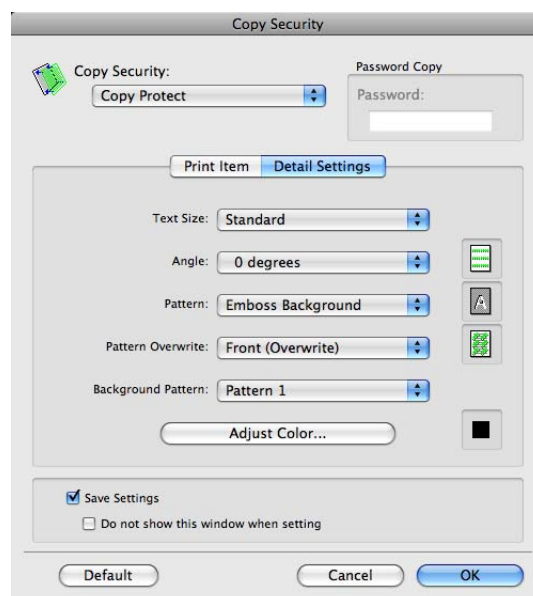 Copy Security
Copy Security:
Copy Protect
Password Copy
Password:
Print Item Detail Settings
Text Size: Standard
Angle: 0 degrees
Pattern: Emboss Background
A
Pattern Overwrite: Front (Overwrite)
Background Pattern: Pattern 1
Adjust Color...
Save Settings
Do not show this window when setting
Default Cancel OK